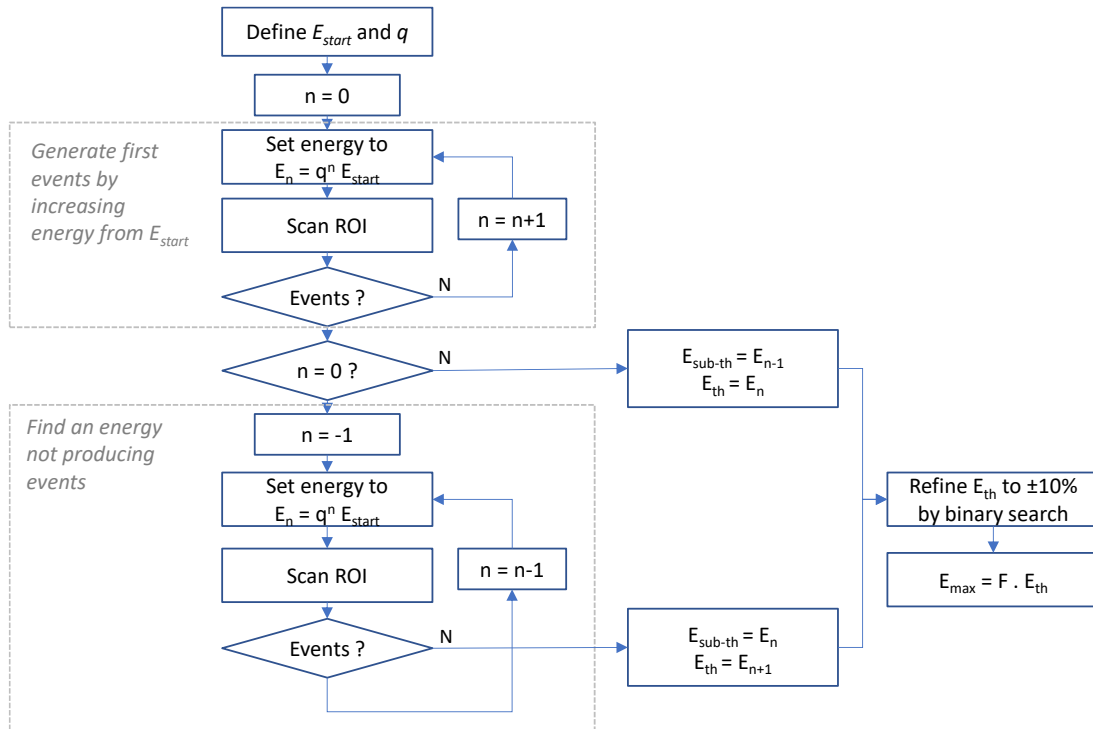 Define E_start and q
n = 0
Generate first
events by
increasing
energy from E_start
Set energy to
E_n = q^n E_start
Scan ROI
n = n+1
Events ?
N
n = 0 ?
N
E_sub-th = E_n-1
E_th = E_n
Find an energy
not producing
events
n = -1
Set energy to
E_n = q^n E_start
Scan ROI
n = n-1
Events ?
N
E_sub-th = E_n
E_th = E_n+1
Refine E_th to ±10%
by binary search
E_max = F . E_th